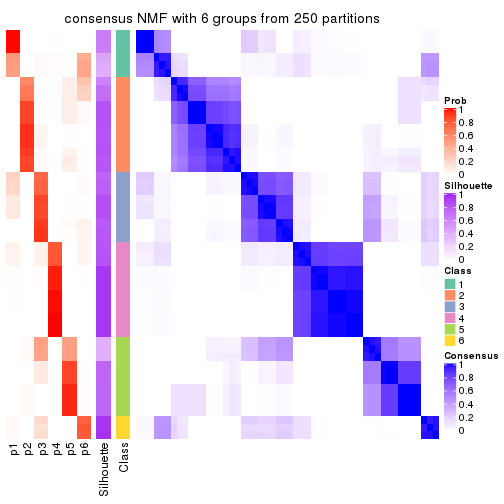 consensus NMF with 6 groups from 250 partitions
Prob
1
0.8
0.6
0.4
0.2
0
Silhouette
1
0.8
0.6
0.4
0.2
0
Class
1
2
3
4
5
6
Consensus
1
0.8
0.6
0.4
0.2
0
p1
p2
p3
p4
p5
p6
Silhouette
Class